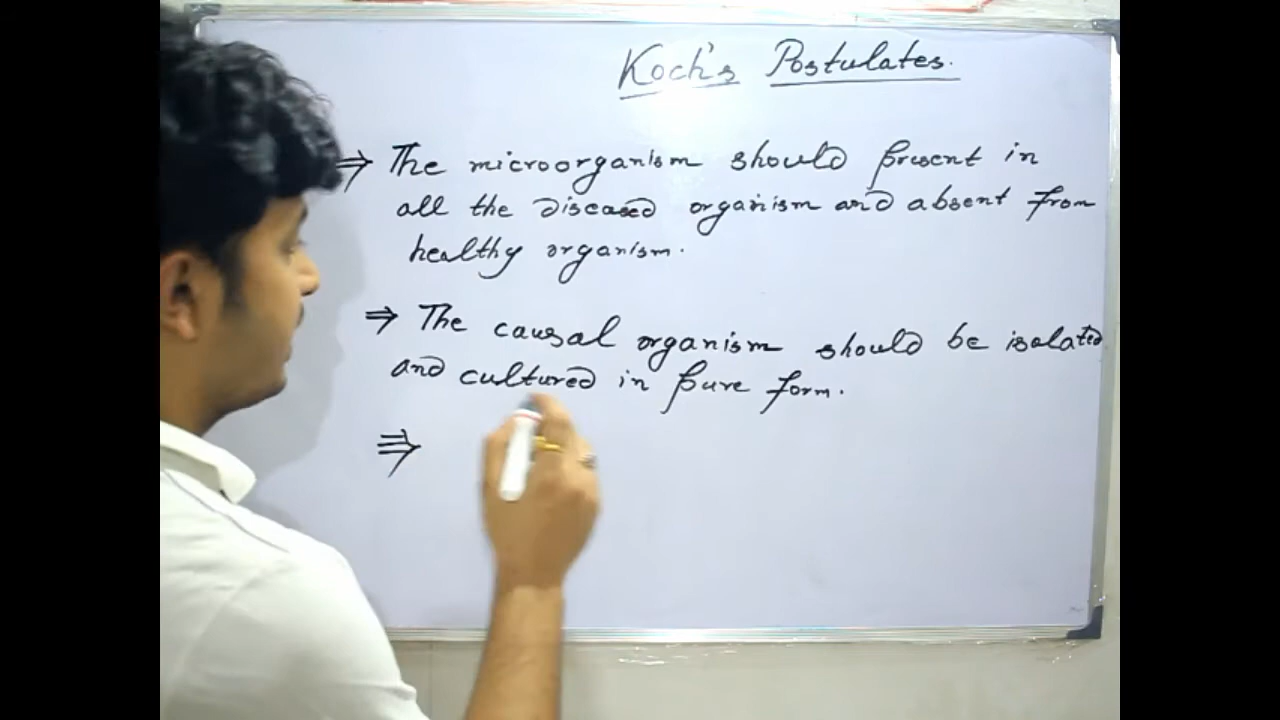 Koch's Postulates.
⇒ The microorganism should present in
all the diseased organism and absent from
healthy organism.
⇒ The causal organism should be isolated
and cultured in pure form.
⇒